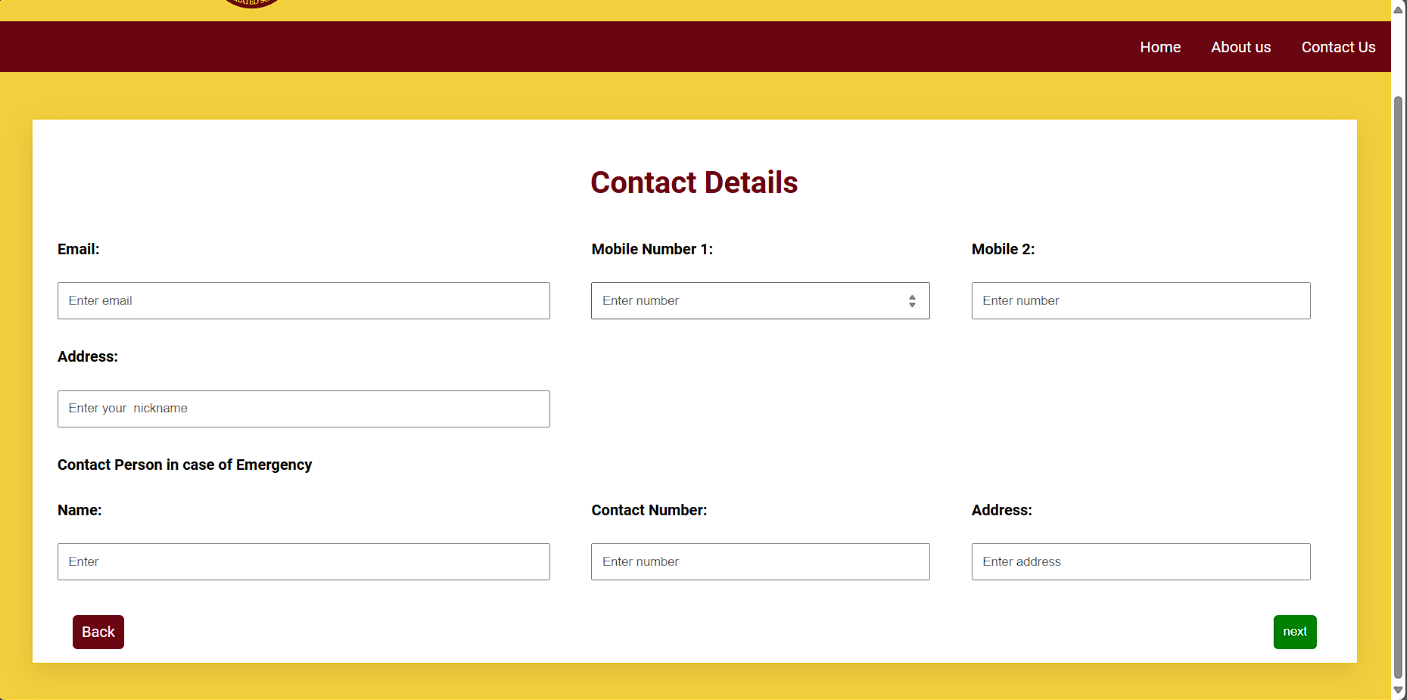 Home About us Contact Us
Contact Details
Email: Mobile Number 1: Mobile 2:
Enter email Enter number Enter number
Address:
Enter your  nickname
Contact Person in case of Emergency
Name: Contact Number: Address:
Enter Enter number Enter address
Back next